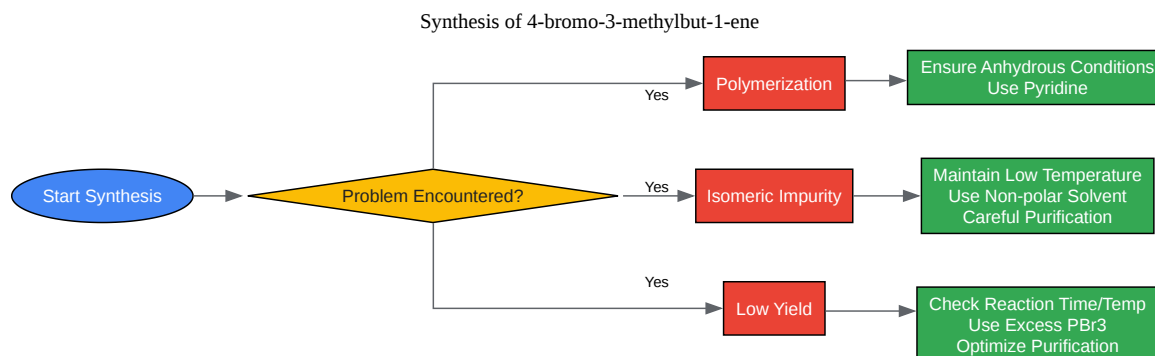 Synthesis of 4-bromo-3-methylbut-1-ene
Start Synthesis
Problem Encountered?
Yes
Polymerization
Ensure Anhydrous Conditions
Use Pyridine
Yes
Isomeric Impurity
Maintain Low Temperature
Use Non-polar Solvent
Careful Purification
Yes
Low Yield
Check Reaction Time/Temp
Use Excess PBr3
Optimize Purification